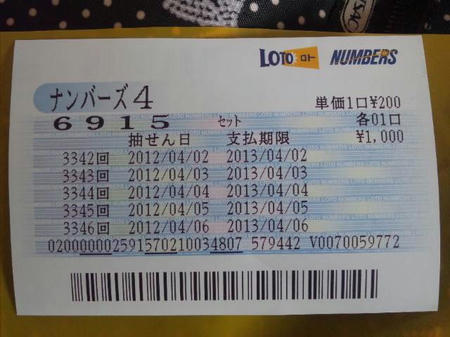 LOTO ロト NUMBERS
ナンバーズ4 単価1口¥200
6915 セット 各01口
抽せん日 支払期限 ¥1,000
3342回 2012/04/02 2013/04/02
3343回 2012/04/03 2013/04/03
3344回 2012/04/04 2013/04/04
3345回 2012/04/05 2013/04/05
3346回 2012/04/06 2013/04/06
02000000259157021003​4807 579442 V0070059772